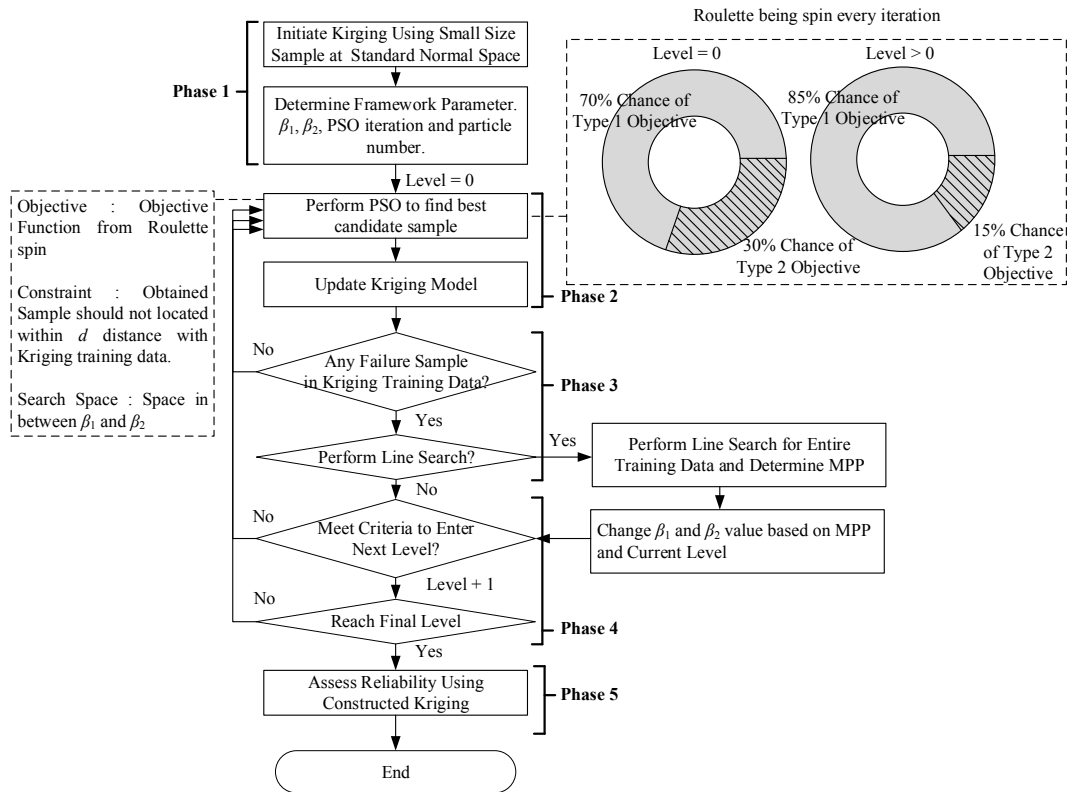 Roulette being spin every iteration
Initiate Kirging Using Small Size
Sample at Standard Normal Space
Phase 1
Determine Framework Parameter.
β1, β2, PSO iteration and particle
number.
Level = 0
Level > 0
70% Chance of
Type 1 Objective
85% Chance of
Type 1 Objective
30% Chance of
Type 2 Objective
15% Chance
of Type 2
Objective
Level = 0
Objective : Objective
Function from Roulette
spin
Constraint : Obtained
Sample should not located
within d distance with
Kriging training data.
Search Space : Space in
between β1 and β2
Perform PSO to find best
candidate sample
Update Kriging Model
Phase 2
No
Any Failure Sample
in Kriging Training Data?
Phase 3
Yes
Perform Line Search?
Yes
Perform Line Search for Entire
Training Data and Determine MPP
No
No
Meet Criteria to Enter
Next Level?
Change β1 and β2 value based on MPP
and Current Level
Level + 1
No
Reach Final Level
Phase 4
Yes
Assess Reliability Using
Constructed Kriging
Phase 5
End